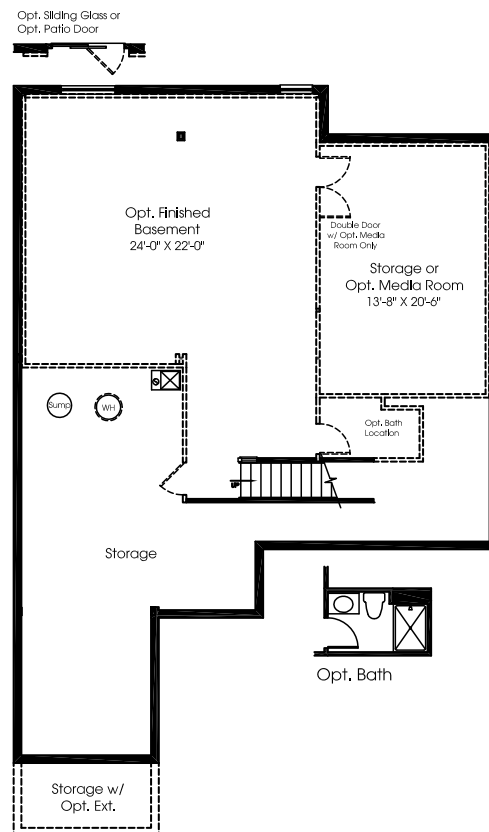 Opt. Sliding Glass or
Opt. Patio Door
Opt. Finished
Basement
24'-0" X 22'-0"
Double Door
w/ Opt. Media
Room Only
Storage or
Opt. Media Room
13'-8" X 20'-6"
Sump
WH
Opt. Bath
Location
UP
Storage
Opt. Bath
Storage w/
Opt. Ext.